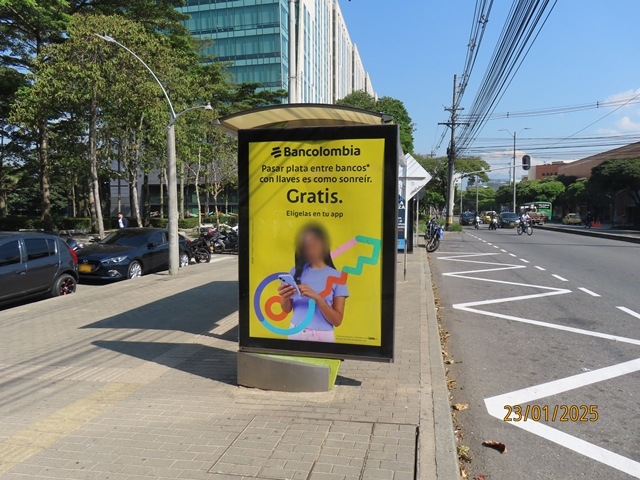 Bancolombia
Pasar plata entre bancos*
con llaves es como sonreír.
Gratis.
Elígelas en tu app
23/01/2025